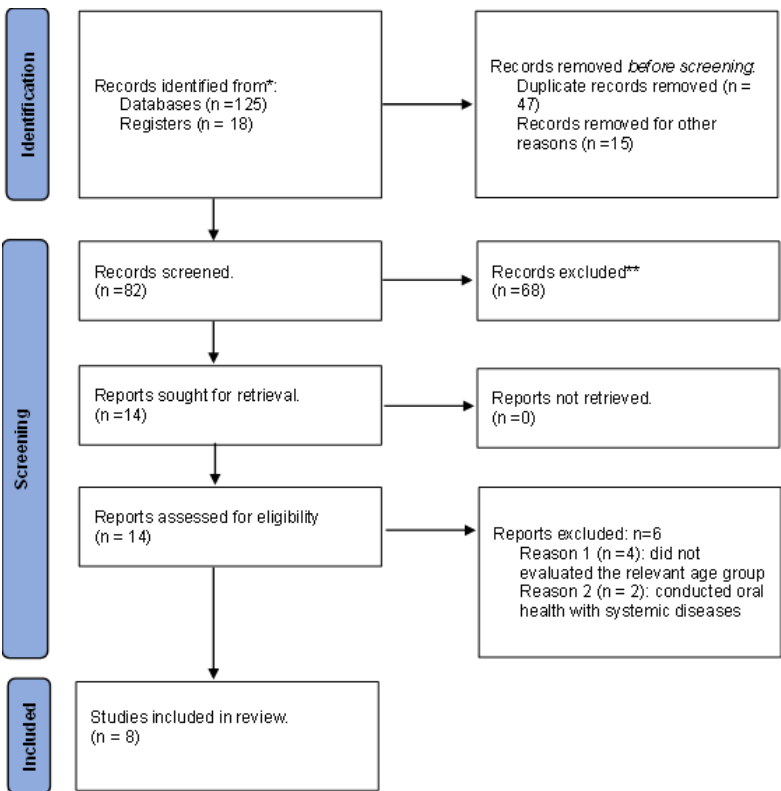 Identification
Records identified from*:
Databases (n =125)
Registers (n = 18)
Records removed before screening:
Duplicate records removed (n =
47)
Records removed for other
reasons (n =15)
Screening
Records screened.
(n =82)
Records excluded**
(n =68)
Reports sought for retrieval.
(n =14)
Reports not retrieved.
(n =0)
Reports assessed for eligibility
(n = 14)
Reports excluded: n=6
Reason 1 (n =4): did not
evaluated the relevant age group
Reason 2 (n = 2): conducted oral
health with systemic diseases
Included
Studies included in review.
(n = 8)